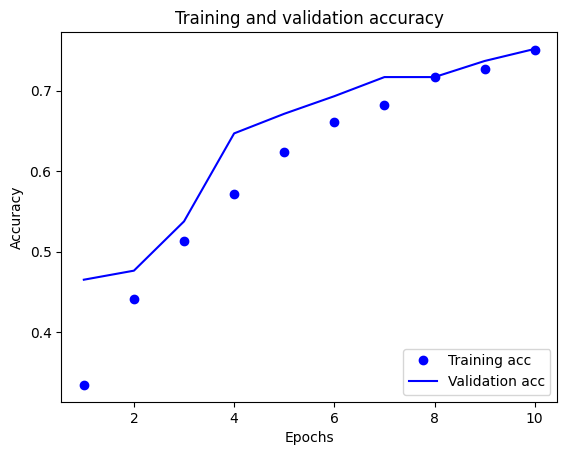 Training and validation accuracy
Accuracy
0.7
0.6
0.5
0.4
Training acc
Validation acc
2
4
6
8
10
Epochs